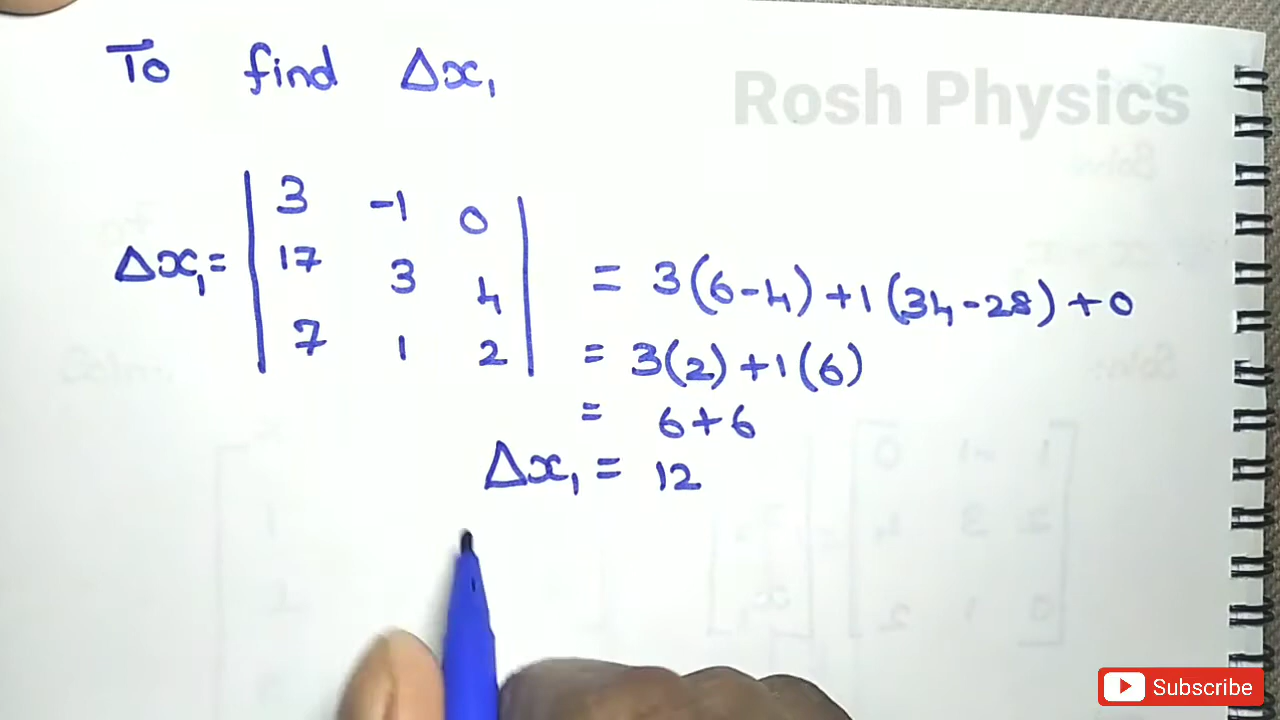 To find Δx₁
Rosh Physics
Δx₁ = | 3 -1 0 |
| 17 3 4 | = 3(6-4) +1(34-28) + 0
| 7 1 2 | = 3(2) +1(6)
= 6+6
Δx₁ = 12
Subscribe